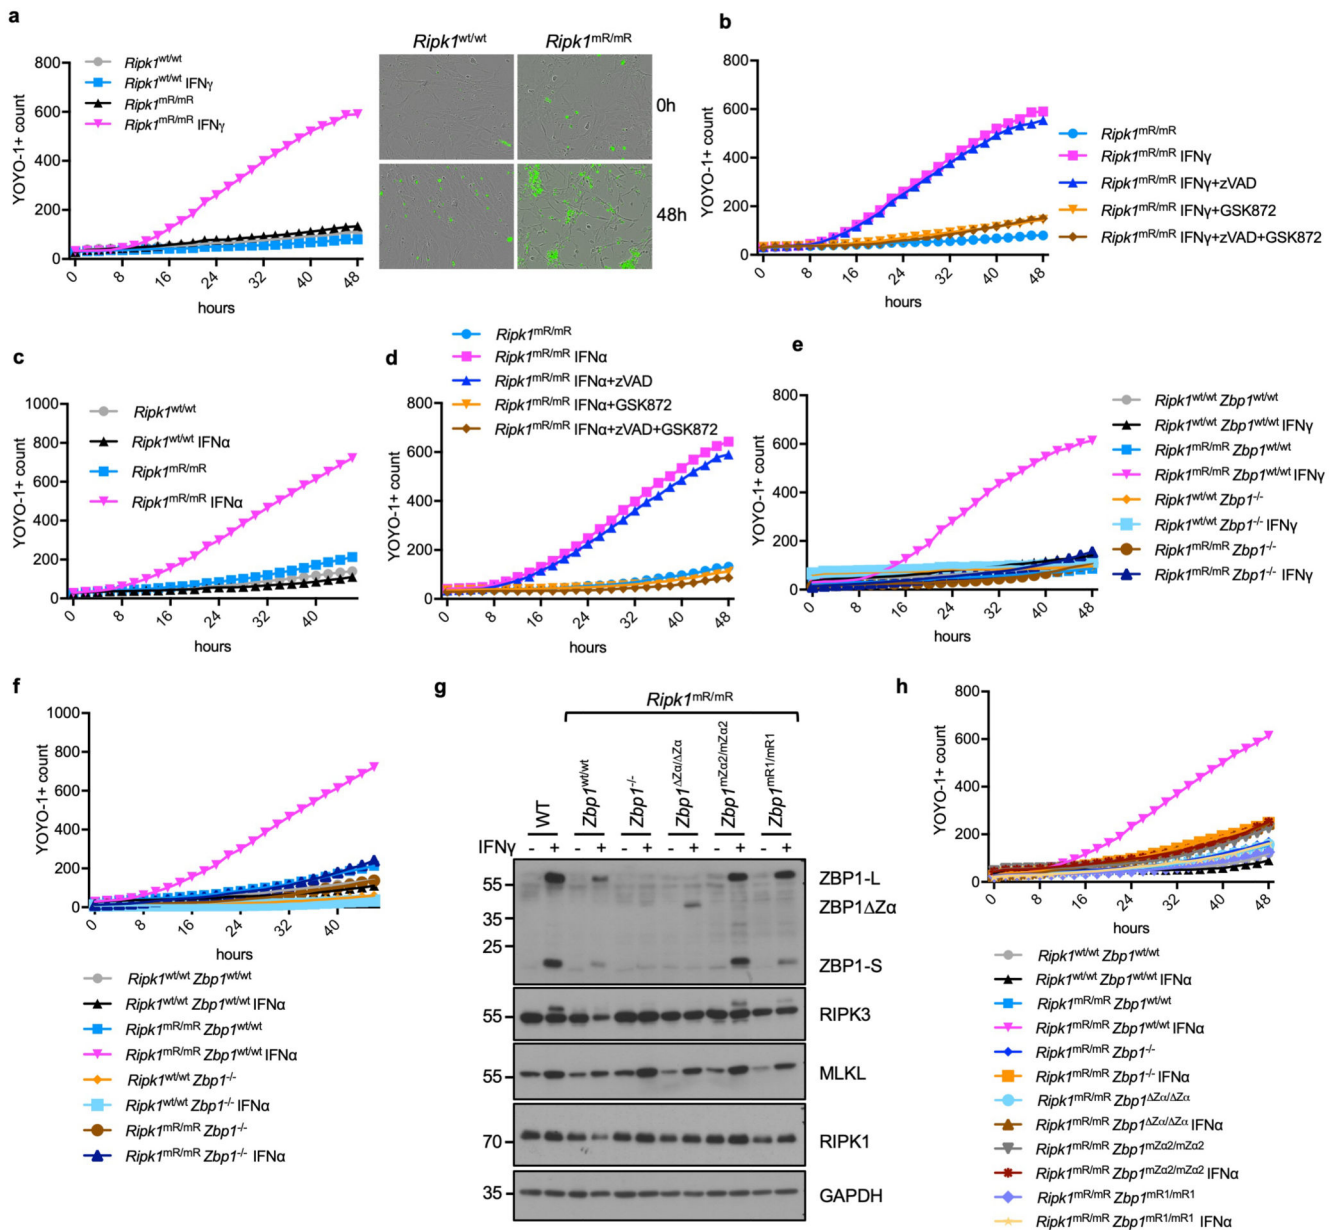 a
YOYO-1+ count
800
600
400
200
0
0 8 16 24 32 40 48
hours
Ripk1wt/wt
Ripk1wt/wt IFNγ
Ripk1mR/mR
Ripk1mR/mR IFNγ
Ripk1wt/wt Ripk1mR/mR
0h
48h
b
YOYO-1+ count
800
600
400
200
0
0 8 16 24 32 40 48
hours
Ripk1mR/mR
Ripk1mR/mR IFNγ
Ripk1mR/mR IFNγ+zVAD
Ripk1mR/mR IFNγ+GSK872
Ripk1mR/mR IFNγ+zVAD+GSK872
c
YOYO-1+ count
1000
800
600
400
200
0
0 8 16 24 32 40
hours
Ripk1wt/wt
Ripk1wt/wt IFNα
Ripk1mR/mR
Ripk1mR/mR IFNα
d
Ripk1mR/mR
Ripk1mR/mR IFNα
Ripk1mR/mR IFNα+zVAD
Ripk1mR/mR IFNα+GSK872
Ripk1mR/mR IFNα+zVAD+GSK872
YOYO-1+ count
800
600
400
200
0
0 8 16 24 32 40 48
hours
e
YOYO-1+ count
800
600
400
200
0
0 8 16 24 32 40 48
hours
Ripk1wt/wt Zbp1wt/wt
Ripk1wt/wt Zbp1wt/wt IFNγ
Ripk1mR/mR Zbp1wt/wt
Ripk1mR/mR Zbp1wt/wt IFNγ
Ripk1wt/wt Zbp1-/-
Ripk1wt/wt Zbp1-/- IFNγ
Ripk1mR/mR Zbp1-/-
Ripk1mR/mR Zbp1-/- IFNγ
f
YOYO-1+ count
1000
800
600
400
200
0
0 8 16 24 32 40
hours
Ripk1wt/wt Zbp1wt/wt
Ripk1wt/wt Zbp1wt/wt IFNα
Ripk1mR/mR Zbp1wt/wt
Ripk1mR/mR Zbp1wt/wt IFNα
Ripk1wt/wt Zbp1-/-
Ripk1wt/wt Zbp1-/- IFNα
Ripk1mR/mR Zbp1-/-
Ripk1mR/mR Zbp1-/- IFNα
g
Ripk1mR/mR
WT
Zbp1wt/wt
Zbp1-/-
Zbp1ΔZα/ΔZα
Zbp1mZα2/mZα2
Zbp1mR1/mR1
IFNγ - + - + - + - + - + - +
55
35
25
ZBP1-L
ZBP1ΔZα
ZBP1-S
55
RIPK3
55
MLKL
70
RIPK1
35
GAPDH
h
YOYO-1+ count
800
600
400
200
0
0 8 16 24 32 40 48
hours
Ripk1wt/wt Zbp1wt/wt
Ripk1wt/wt Zbp1wt/wt IFNα
Ripk1mR/mR Zbp1wt/wt
Ripk1mR/mR Zbp1wt/wt IFNα
Ripk1mR/mR Zbp1-/-
Ripk1mR/mR Zbp1-/- IFNα
Ripk1mR/mR Zbp1ΔZα/ΔZα
Ripk1mR/mR Zbp1ΔZα/ΔZα IFNα
Ripk1mR/mR Zbp1mZα2/mZα2
Ripk1mR/mR Zbp1mZα2/mZα2 IFNα
Ripk1mR/mR Zbp1mR1/mR1
Ripk1mR/mR Zbp1mR1/mR1 IFNα